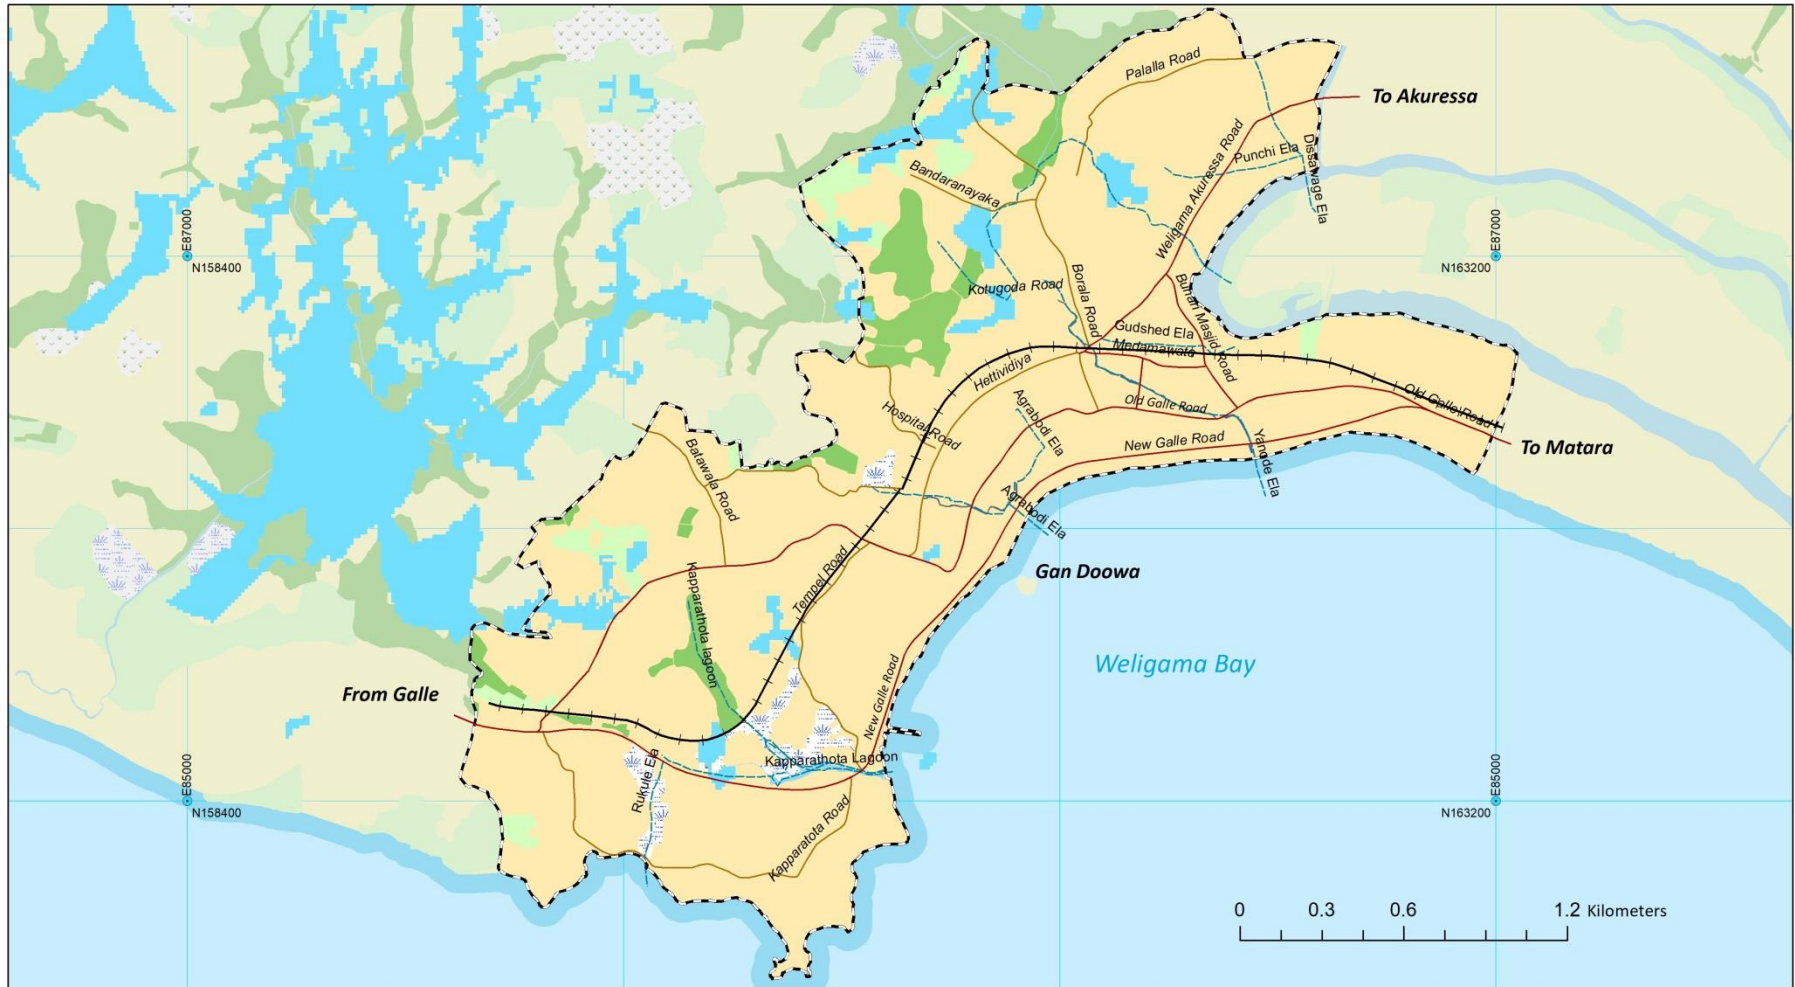 Palalla Road
To Akuressa
Weligama Akuressa Road
Punchi Ela
Dissawage Ela
Bandaranayaka
E87000
N158400
E87000
N163200
Kotugoda Road
Borala Road
Buhari Masjid Road
Gudshed Ela
Medamawata
Hettividiya
Hospital Road
Agrabodi Ela
Old Galle Road
Old Galle Road
New Galle Road
Yanode Ela
To Matara
Batawala Road
Agrabodi Ela
Gan Doowa
Tempel Road
Kapparathota lagoon
Weligama Bay
From Galle
New Galle Road
Kapparathota Lagoon
Rukule Ela
E85000
N158400
E85000
N163200
Kapparatota Road
0 0.3 0.6 1.2 Kilometers